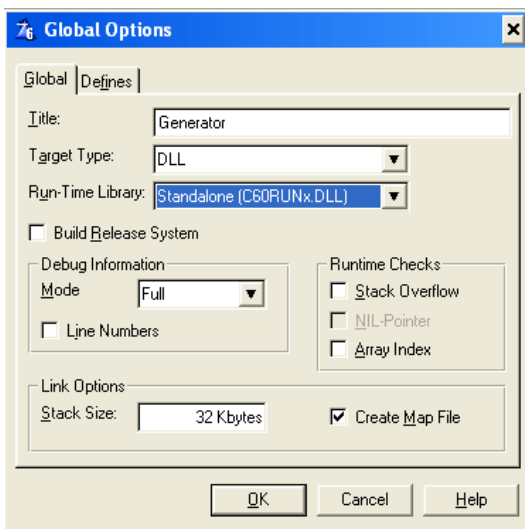 Global Options
Global Defines
Title: Generator
Target Type: DLL
Run-Time Library: Standalone (C60RUNx.DLL)
Build Release System
Debug Information Runtime Checks
Mode Full Stack Overflow
NIL-Pointer
Line Numbers
Array Index
Link Options
Stack Size: 32 Kbytes Create Map File
OK Cancel Help